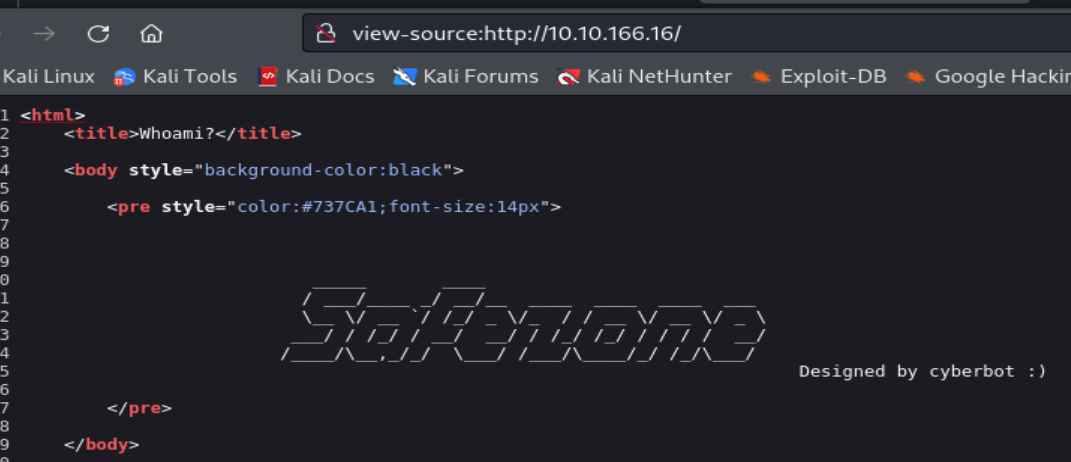 view-source:http://10.10.166.16/
Kali Linux Kali Tools Kali Docs Kali Forums Kali NetHunter Exploit-DB Google Hackin
1 <html>
2 <title>Whoami?</title>
3
4 <body style="background-color:black">
5
6 <pre style="color:#737CA1;font-size:14px">
7
8
9
0
1
2 Safezone
3
4
5 Designed by cyberbot :)
6
7 </pre>
8
9 </body>